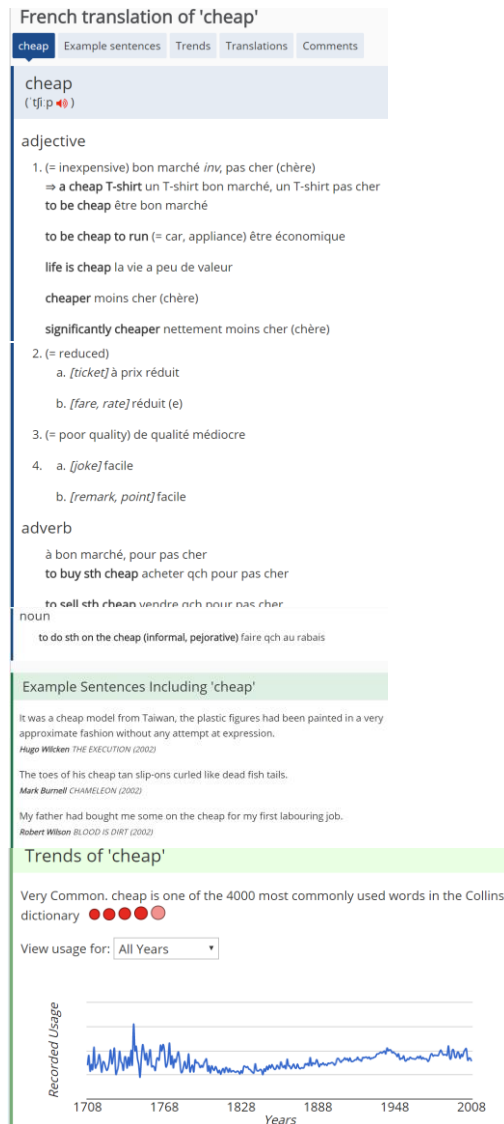 French translation of 'cheap'
cheap Example sentences Trends Translations Comments
cheap
(ˈtʃiːp )
adjective
1. (= inexpensive) bon marché inv, pas cher (chère)
⇒ a cheap T-shirt un T-shirt bon marché, un T-shirt pas cher
to be cheap être bon marché
to be cheap to run (= car, appliance) être économique
life is cheap la vie a peu de valeur
cheaper moins cher (chère)
significantly cheaper nettement moins cher (chère)
2. (= reduced)
a. [ticket] à prix réduit
b. [fare, rate] réduit (e)
3. (= poor quality) de qualité médiocre
4. a. [joke] facile
b. [remark, point] facile
adverb
à bon marché, pour pas cher
to buy sth cheap acheter qch pour pas cher
to sell sth cheap vendre qch pour pas cher
noun
to do sth on the cheap (informal, pejorative) faire qch au rabais
Example Sentences Including 'cheap'
It was a cheap model from Taiwan, the plastic figures had been painted in a very
approximate fashion without any attempt at expression.
Hugo Wilcken THE EXECUTION (2002)
The toes of his cheap tan slip-ons curled like dead fish tails.
Mark Burnell CHAMELEON (2002)
My father had bought me some on the cheap for my first labouring job.
Robert Wilson BLOOD IS DIRT (2002)
Trends of 'cheap'
Very Common. cheap is one of the 4000 most commonly used words in the Collins
dictionary
View usage for: All Years
Recorded Usage
1708 1768 1828 1888 1948 2008
Years